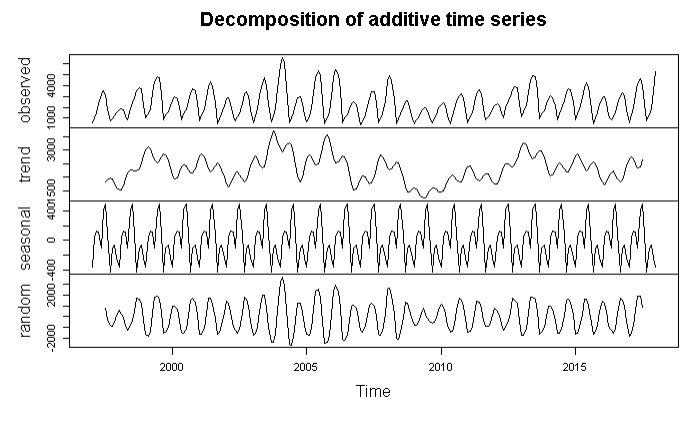 Decomposition of additive time series
observed
1000 4000
trend
1500 3000
seasonal
-400 0 400
random
-2000 2000
2000 2005 2010 2015
Time